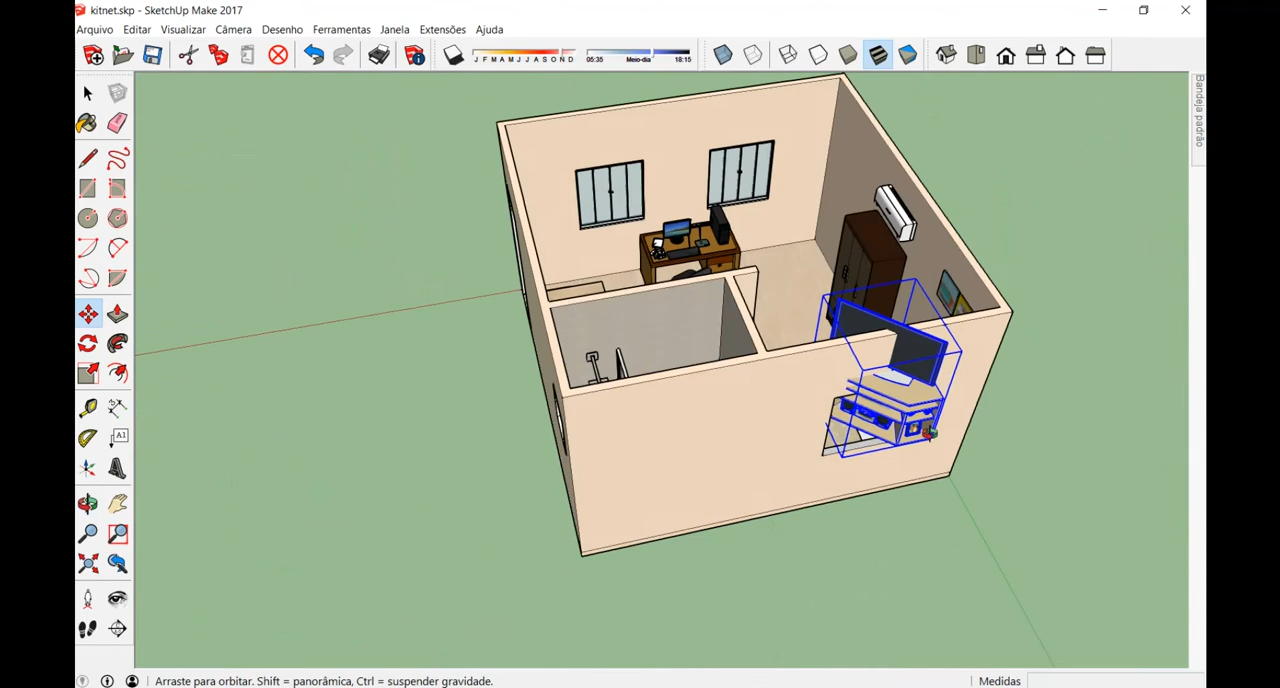 kitnet.skp - SketchUp Make 2017
Arquivo Editar Visualizar Câmera Desenho Ferramentas Janela Extensões Ajuda
J F M A M J J A S O N D 05:35 Meio-dia 18:15
Bandeja padrão
A1
Arraste para orbitar. Shift = panorâmica, Ctrl = suspender gravidade. Medidas